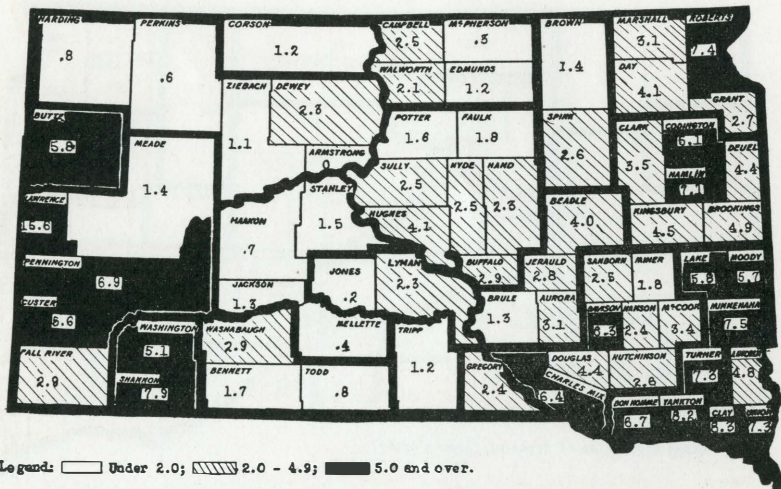 HARDING PERKINS CORSON CAMPBELL McPHERSON BROWN MARSHALL ROBERTS
.8 .6 1.2 2.5 .3 1.4 3.1 7.4
WALWORTH EDMUNDS DAY
2.1 1.2 4.1
ZIEBACH DEWEY GRANT
1.1 2.3 2.7
BUTTE POTTER FAULK SPINK CLARK CODINGTON
5.8 1.6 1.8 2.6 3.5 6.1
MEADE ARMSTRONG DEUEL
1.4 0 4.4
SULLY HYDE HAND HAMLIN
2.5 2.5 2.3 7.1
LAWRENCE STANLEY BEADLE KINGSBURY BROOKINGS
15.6 1.5 4.0 4.5 4.9
HAAKON HUGHES
.7 4.1
PENNINGTON LYMAN BUFFALO JERAULD SANBORN MINER LAKE MOODY
6.9 2.3 2.9 2.8 2.5 1.8 5.8 5.7
JACKSON JONES
1.3 .2
CUSTER BRULE AURORA HANSON McCOOK MINNEHAHA
6.6 1.3 3.1 6.3 2.4 3.4 7.5
WASHINGTON WASHABAUGH MELLETTE TRIPP
5.1 2.9 .4 1.2
FALL RIVER DOUGLAS HUTCHINSON TURNER
2.9 4.4 2.6 7.3 4.8
SHANNON BENNETT TODD GREGORY CHARLES MIX
7.9 1.7 .8 2.4 6.4
BON HOMME YANKTON CLAY UNION
6.7 8.2 8.3 7.3
Legend: Under 2.0; 2.0 - 4.9; 5.0 and over.